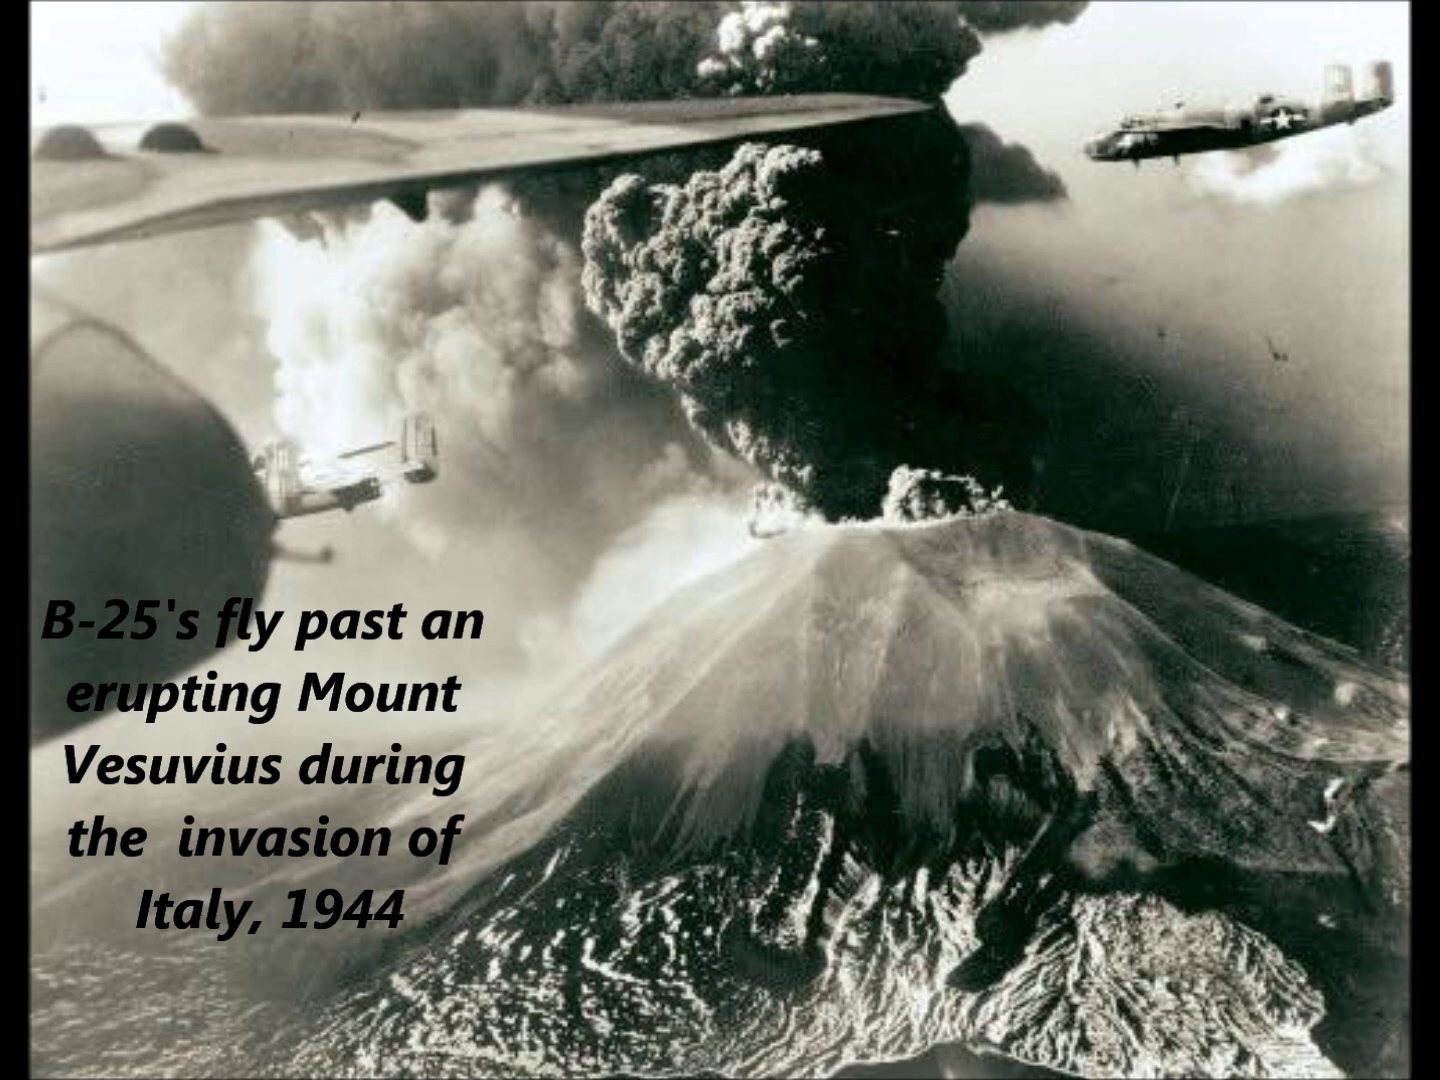 B-25's fly past an
erupting Mount
Vesuvius during
the  invasion of
Italy, 1944